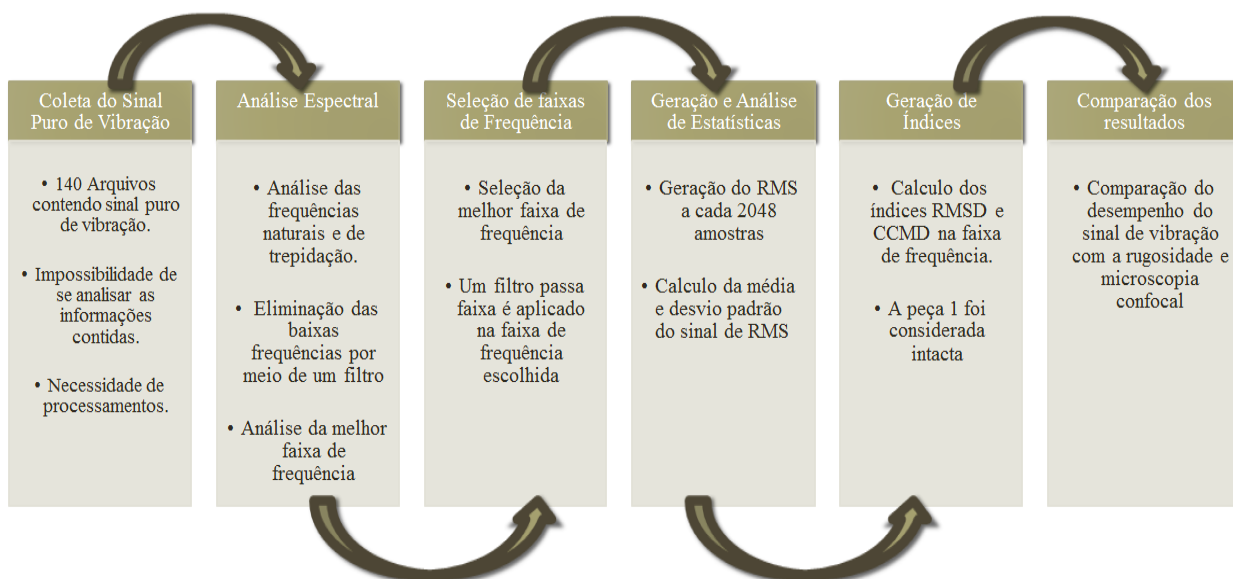 Coleta do Sinal
Puro de Vibração
• 140 Arquivos
contendo sinal puro
de vibração.
• Impossibilidade de
se analisar as
informações
contidas.
• Necessidade de
processamentos.
Análise Espectral
• Análise das
frequências
naturais e de
trepidação.
• Eliminação das
baixas
frequências por
meio de um filtro
• Análise da melhor
faixa de
frequência
Seleção de faixas
de Frequência
• Seleção da
melhor faixa de
frequência
• Um filtro passa
faixa é aplicado
na faixa de
frequência
escolhida
Geração e Análise
de Estatísticas
• Geração do RMS
a cada 2048
amostras
• Calculo da média
e desvio padrão
do sinal de RMS
Geração de
Índices
• Calculo dos
índices RMSD e
CCMD na faixa
de frequência.
• A peça 1 foi
considerada
intacta
Comparação dos
resultados
• Comparação do
desempenho do
sinal de vibração
com a rugosidade e
microscopia
confocal